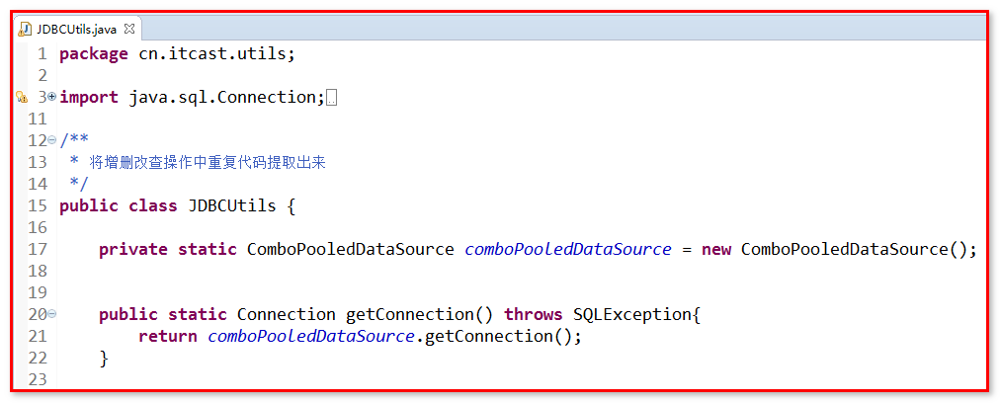 JDBCUtils.java
1 package cn.itcast.utils;
2
3 import java.sql.Connection;
11
12 /**
13 * 将增删改查操作中重复代码提取出来
14 */
15 public class JDBCUtils {
16
17 private static ComboPooledDataSource comboPooledDataSource = new ComboPooledDataSource();
18
19
20 public static Connection getConnection() throws SQLException{
21 return comboPooledDataSource.getConnection();
22 }
23